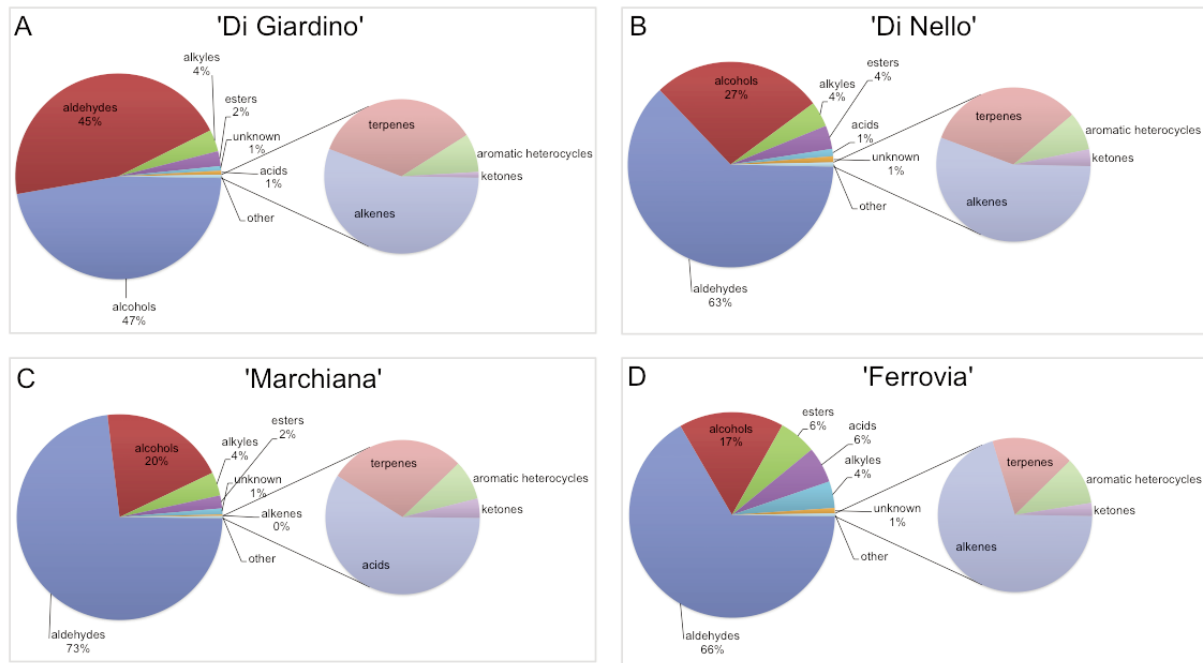 A
'Di Giardino'
alkyles
4%
esters
2%
aldehydes
45%
unknown
1%
acids
1%
other
alcohols
47%
terpenes
aromatic heterocycles
ketones
alkenes
B
'Di Nello'
esters
4%
alcohols
27%
alkyles
4%
acids
1%
unknown
1%
aldehydes
63%
terpenes
aromatic heterocycles
ketones
alkenes
C
'Marchiana'
esters
2%
alcohols
20%
alkyles
4%
unknown
1%
alkenes
0%
other
aldehydes
73%
terpenes
aromatic heterocycles
ketones
acids
D
'Ferrovia'
esters
6%
acids
6%
alcohols
17%
alkyles
4%
unknown
1%
aldehydes
66%
terpenes
aromatic heterocycles
ketones
alkenes